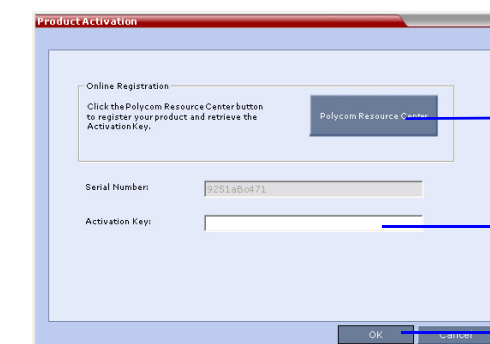 Product Activation
Online Registration
Click the Polycom Resource Center button
to register your product and retrieve the
Activation Key.
Polycom Resource Center
Serial Number:
9251aBc471
Activation Key:
OK
Cancel